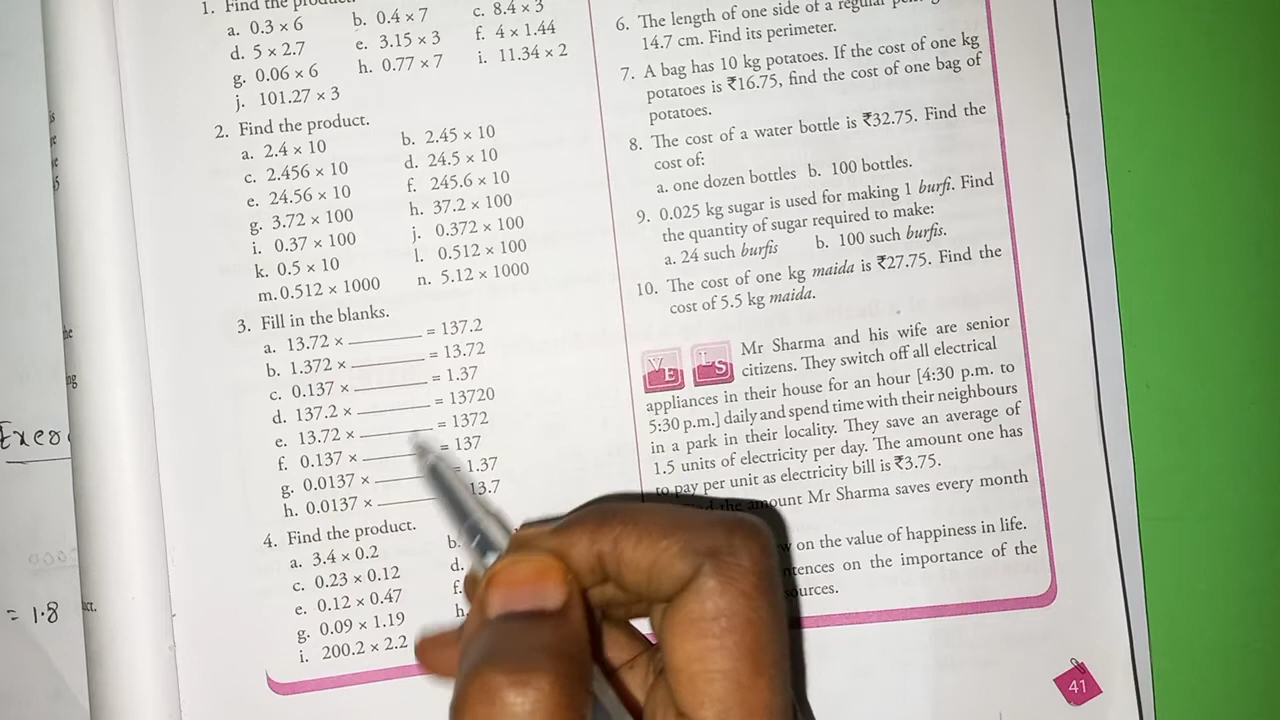 1. Find the product.
a. 0.3 × 6
b. 0.4 × 7
c. 8.4 × 3
d. 5 × 2.7
e. 3.15 × 3
f. 4 × 1.44
g. 0.06 × 6
h. 0.77 × 7
i. 11.34 × 2
j. 101.27 × 3
2. Find the product.
a. 2.4 × 10
b. 2.45 × 10
c. 2.456 × 10
d. 24.5 × 10
e. 24.56 × 10
f. 245.6 × 10
g. 3.72 × 100
h. 37.2 × 100
i. 0.37 × 100
j. 0.372 × 100
k. 0.5 × 10
l. 0.512 × 100
m. 0.512 × 1000
n. 5.12 × 1000
3. Fill in the blanks.
a. 13.72 × ________ = 137.2
b. 1.372 × ________ = 13.72
c. 0.137 × ________ = 1.37
d. 137.2 × ________ = 13720
e. 13.72 × ________ = 1372
f. 0.137 × ________ = 137
g. 0.0137 × ________ = 1.37
h. 0.0137 × ________ 13.7
4. Find the product.
a. 3.4 × 0.2
b.
c. 0.23 × 0.12
d.
e. 0.12 × 0.47
f.
g. 0.09 × 1.19
h.
i. 200.2 × 2.2
6. The length of one side of a regular
14.7 cm. Find its perimeter.
7. A bag has 10 kg potatoes. If the cost of one kg
potatoes is ₹16.75, find the cost of one bag of
potatoes.
8. The cost of a water bottle is ₹32.75. Find the
cost of:
a. one dozen bottles b. 100 bottles.
9. 0.025 kg sugar is used for making 1 burfi. Find
the quantity of sugar required to make:
a. 24 such burfis b. 100 such burfis.
10. The cost of one kg maida is ₹27.75. Find the
cost of 5.5 kg maida.
VE LS Mr Sharma and his wife are senior
citizens. They switch off all electrical
appliances in their house for an hour [4:30 p.m. to
5:30 p.m.] daily and spend time with their neighbours
in a park in their locality. They save an average of
1.5 units of electricity per day. The amount one has
to pay per unit as electricity bill is ₹3.75.
the amount Mr Sharma saves every month
on the value of happiness in life.
on the importance of the
41
= 1.8